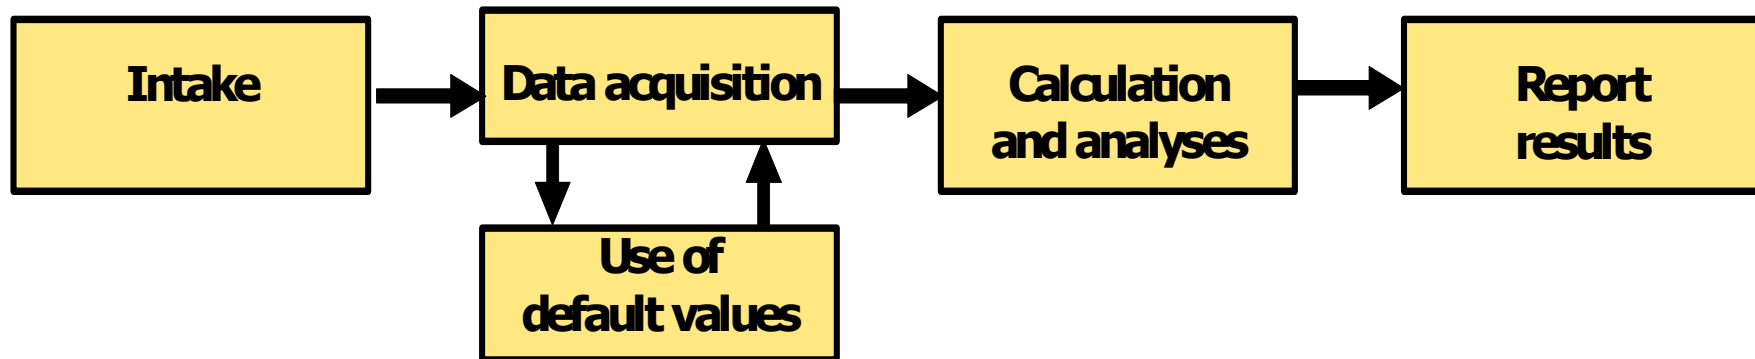 Intake
Data acquisition
Calculation
and analyses
Report
results
Use of
default values